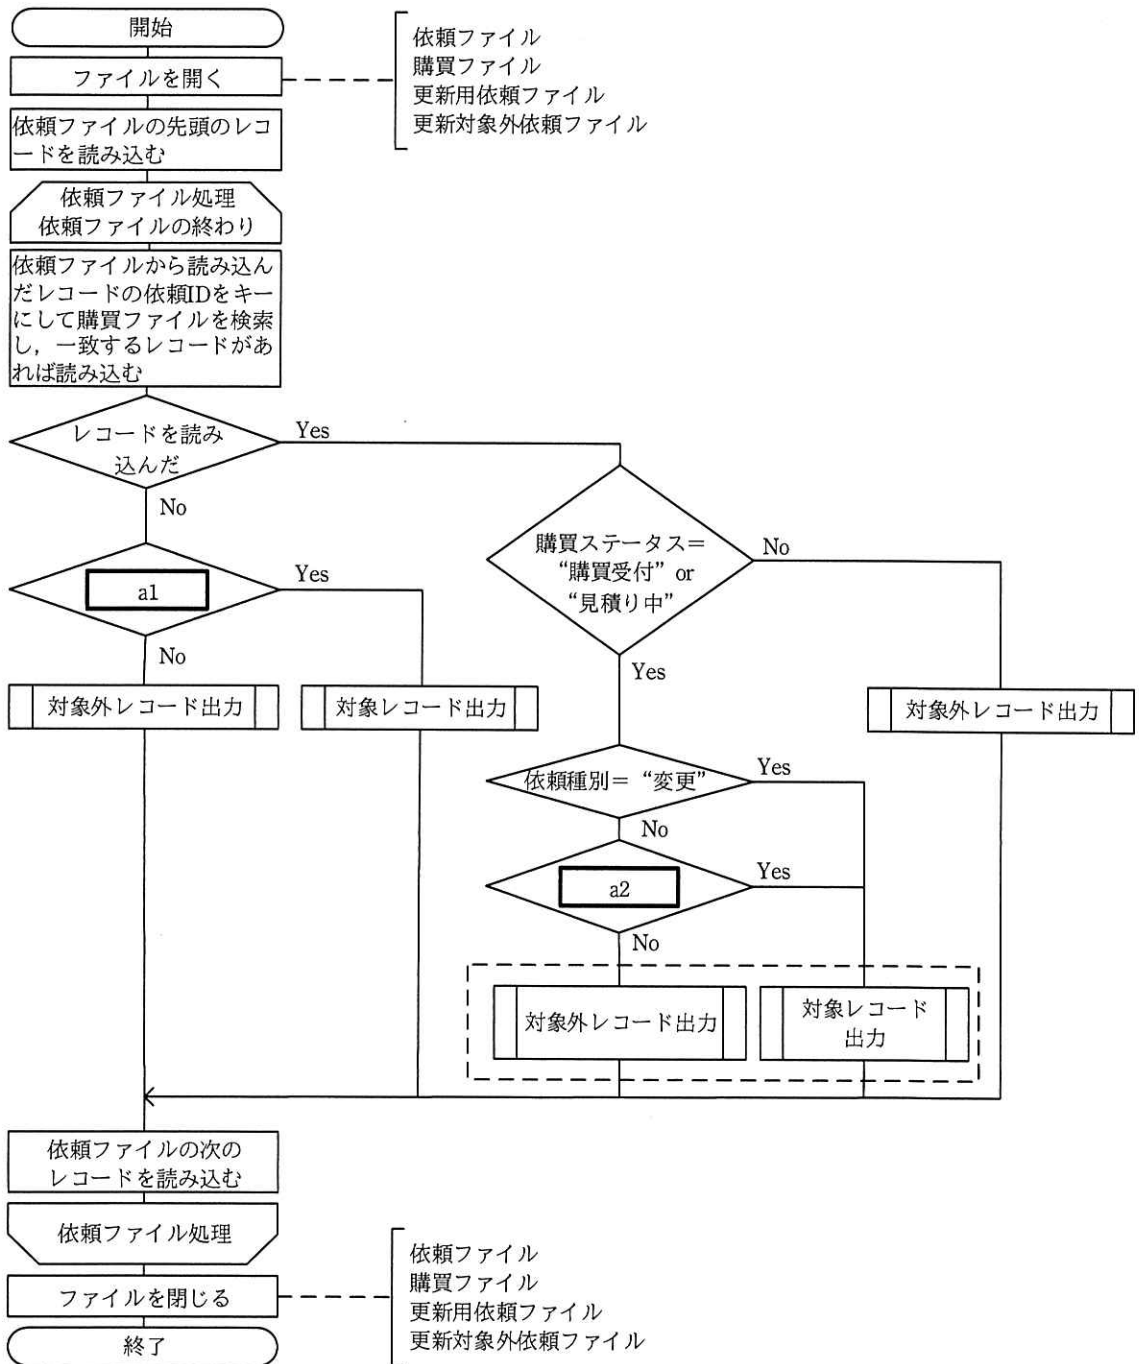 開始
ファイルを開く
依頼ファイル
購買ファイル
更新用依頼ファイル
更新対象外依頼ファイル
依頼ファイルの先頭のレコ
ードを読み込む
依頼ファイル処理
依頼ファイルの終わり
依頼ファイルから読み込ん
だレコードの依頼IDをキー
にして購買ファイルを検索
し，一致するレコードがあ
れば読み込む
レコードを読み
込んだ
Yes
No
a1
Yes
No
対象外レコード出力
対象レコード出力
購買ステータス＝
“購買受付” or
“見積り中”
No
Yes
対象外レコード出力
依頼種別＝ “変更”
Yes
No
a2
Yes
No
対象外レコード出力
対象レコード
出力
依頼ファイルの次の
レコードを読み込む
依頼ファイル処理
ファイルを閉じる
依頼ファイル
購買ファイル
更新用依頼ファイル
更新対象外依頼ファイル
終了